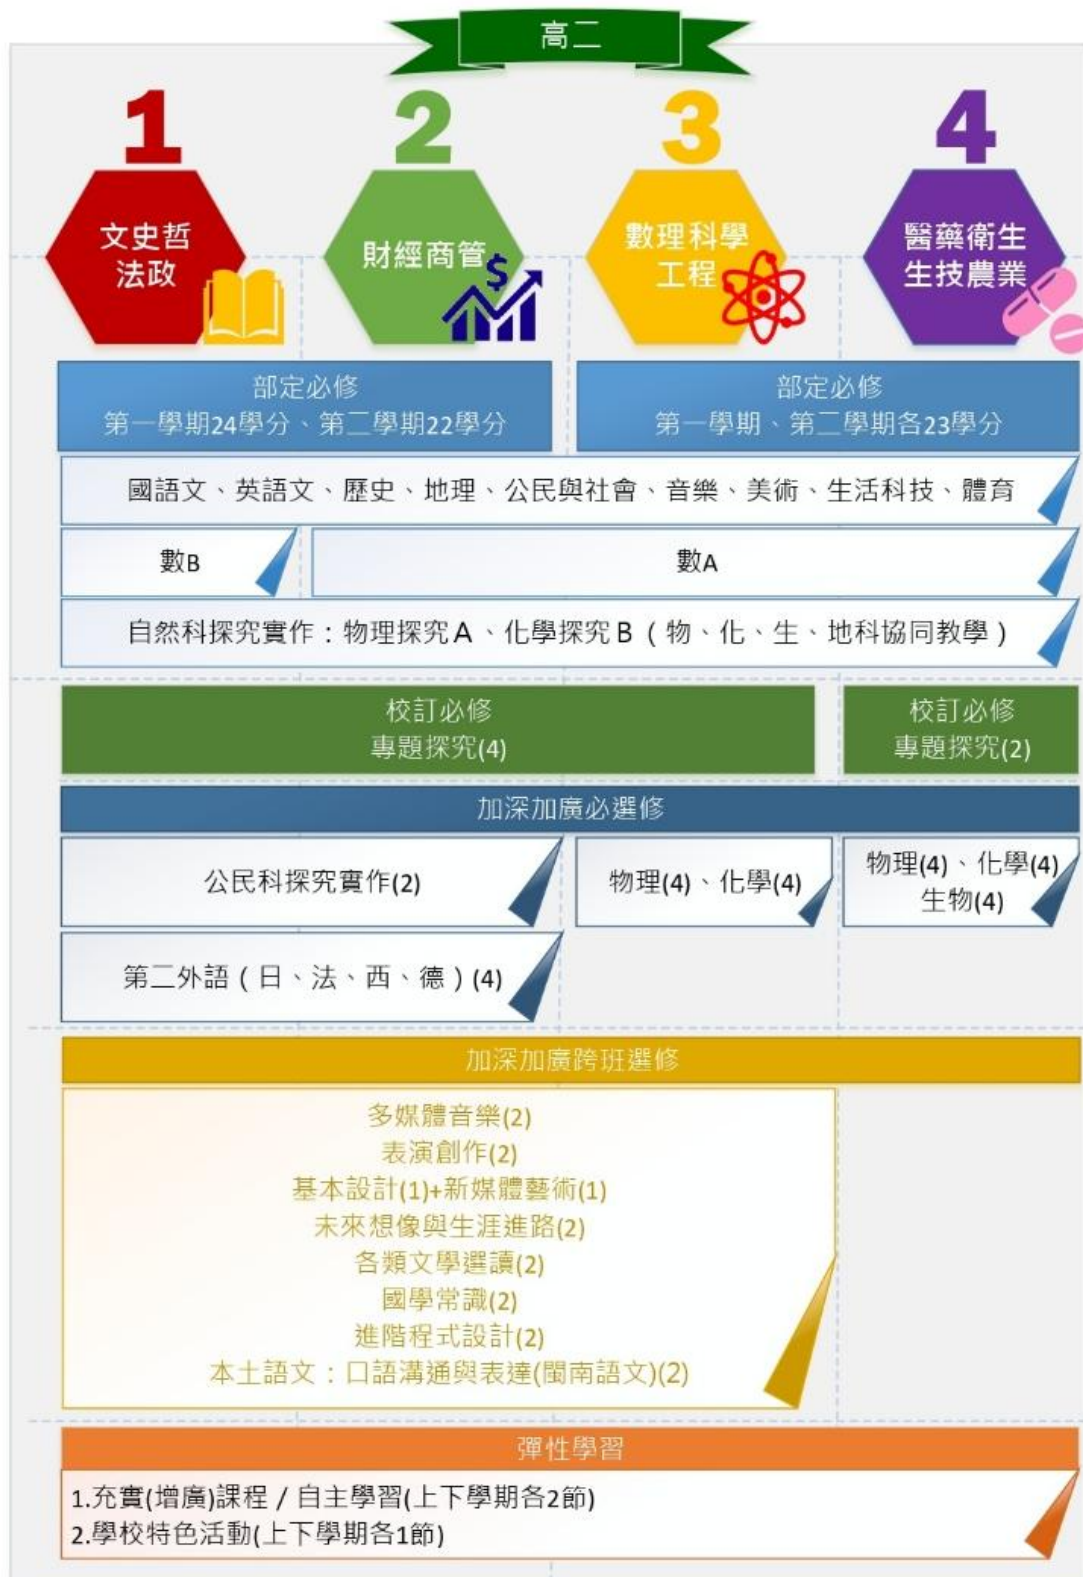 高二
1
2
3
4
文史哲
法政
財經商管
$
數理科學
工程
醫藥衛生
生技農業
部定必修
第一學期24學分、第二學期22學分
部定必修
第一學期、第二學期各23學分
國語文、英語文、歷史、地理、公民與社會、音樂、美術、生活科技、體育
數B
數A
自然科探究實作：物理探究A、化學探究B（物、化、生、地科協同教學）
校訂必修
專題探究(4)
校訂必修
專題探究(2)
加深加廣必選修
公民科探究實作(2)
物理(4)、化學(4)
物理(4)、化學(4)
生物(4)
第二外語（日、法、西、德）(4)
加深加廣跨班選修
多媒體音樂(2)
表演創作(2)
基本設計(1)+新媒體藝術(1)
未來想像與生涯進路(2)
各類文學選讀(2)
國學常識(2)
進階程式設計(2)
本土語文：口語溝通與表達(閩南語文)(2)
彈性學習
1.充實(增廣)課程 / 自主學習(上下學期各2節)
2.學校特色活動(上下學期各1節)